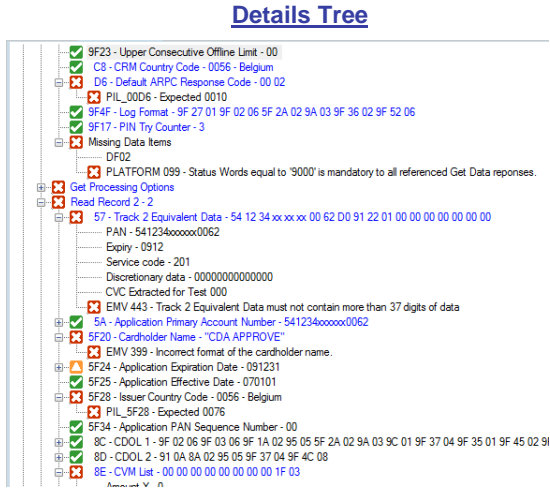 Details Tree
9F23 - Upper Consecutive Offline Limit - 00
C8 - CRM Country Code - 0056 - Belgium
D6 - Default ARPC Response Code - 00 02
PIL_00D6 - Expected 0010
9F4F - Log Format - 9F 27 01 9F 02 06 5F 2A 02 9A 03 9F 36 02 9F 52 06
9F17 - PIN Try Counter - 3
Missing Data Items
DF02
PLATFORM 099 - Status Words equal to '9000' is mandatory to all referenced Get Data reponses.
Get Processing Options
Read Record 2 - 2
57 - Track 2 Equivalent Data - 54 12 34 xx xx xx 00 62 D0 91 22 01 00 00 00 00 00 00 00
PAN - 541234xxxxxx0062
Expiry - 0912
Service code - 201
Discretionary data - 00000000000000
CVC Extracted for Test 000
EMV 443 - Track 2 Equivalent Data must not contain more than 37 digits of data
5A - Application Primary Account Number - 541234xxxxxx0062
5F20 - Cardholder Name - "CDA APPROVE"
EMV 399 - Incorrect format of the cardholder name.
5F24 - Application Expiration Date - 091231
5F25 - Application Effective Date - 070101
5F28 - Issuer Country Code - 0056 - Belgium
PIL_5F28 - Expected 0076
5F34 - Application PAN Sequence Number - 00
8C - CDOL 1 - 9F 02 06 9F 03 06 9F 1A 02 95 05 5F 2A 02 9A 03 9C 01 9F 37 04 9F 35 01 9F 45 02 9F
8D - CDOL 2 - 91 0A 8A 02 95 05 9F 37 04 9F 4C 08
8E - CVM List - 00 00 00 00 00 00 00 00 1F 03
Amount X - 0